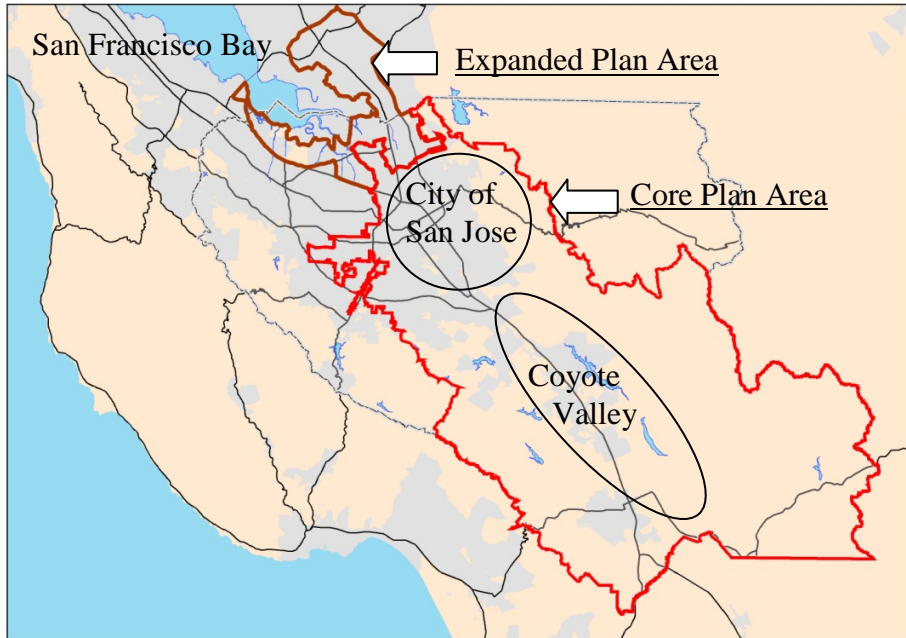 San Francisco Bay
Expanded Plan Area
Core Plan Area
City of
San Jose
Coyote
Valley